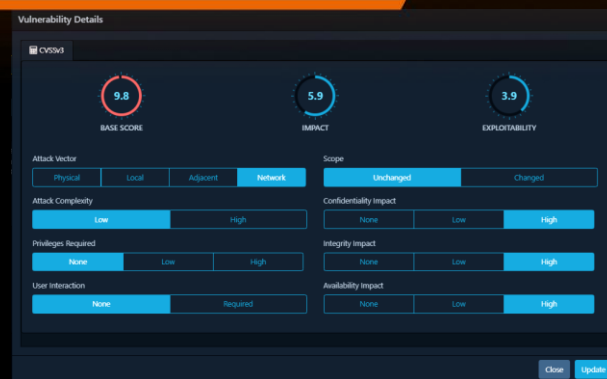 Vulnerability Details
CVSSv3
9.8
5.9
3.9
BASE SCORE
IMPACT
EXPLOITABILITY
Attack Vector
Physical Local Adjacent Network
Scope
Unchanged Changed
Attack Complexity
Low High
Confidentiality Impact
None Low High
Privileges Required
None Low High
Integrity Impact
None Low High
User Interaction
None Required
Availability Impact
None Low High
Close Update